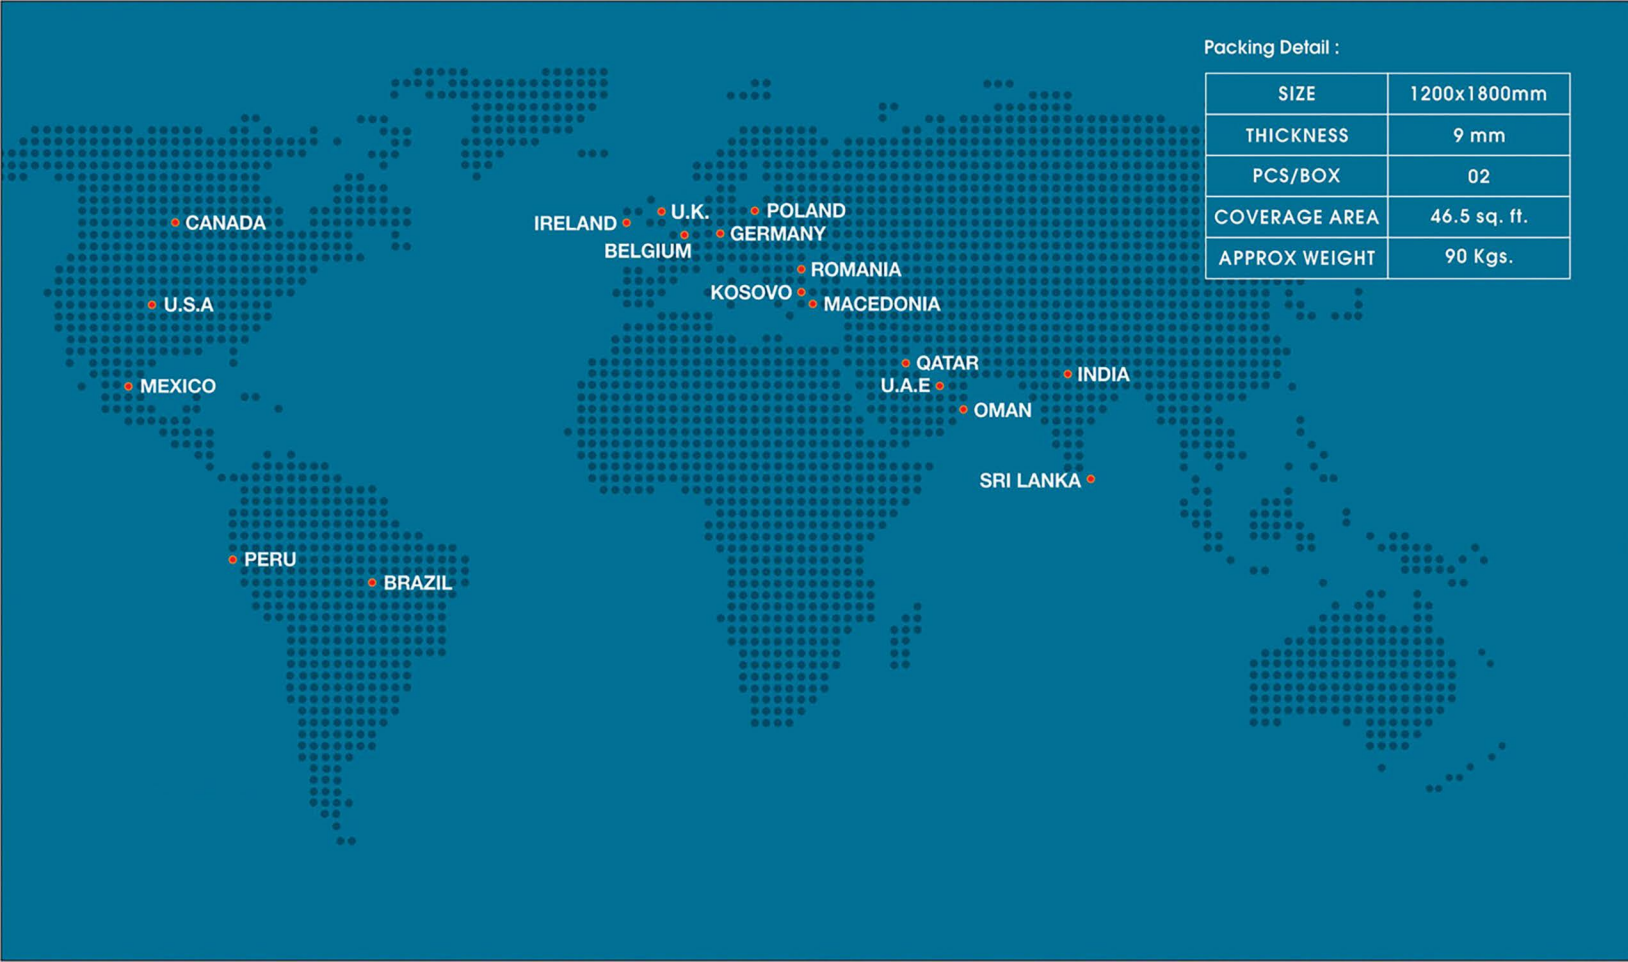 Packing Detail :
SIZE 1200x1800mm
THICKNESS 9 mm
PCS/BOX 02
COVERAGE AREA 46.5 sq. ft.
APPROX WEIGHT 90 Kgs.
CANADA
U.S.A
MEXICO
PERU
BRAZIL
IRELAND
U.K.
POLAND
BELGIUM
GERMANY
ROMANIA
KOSOVO
MACEDONIA
QATAR
U.A.E
OMAN
INDIA
SRI LANKA